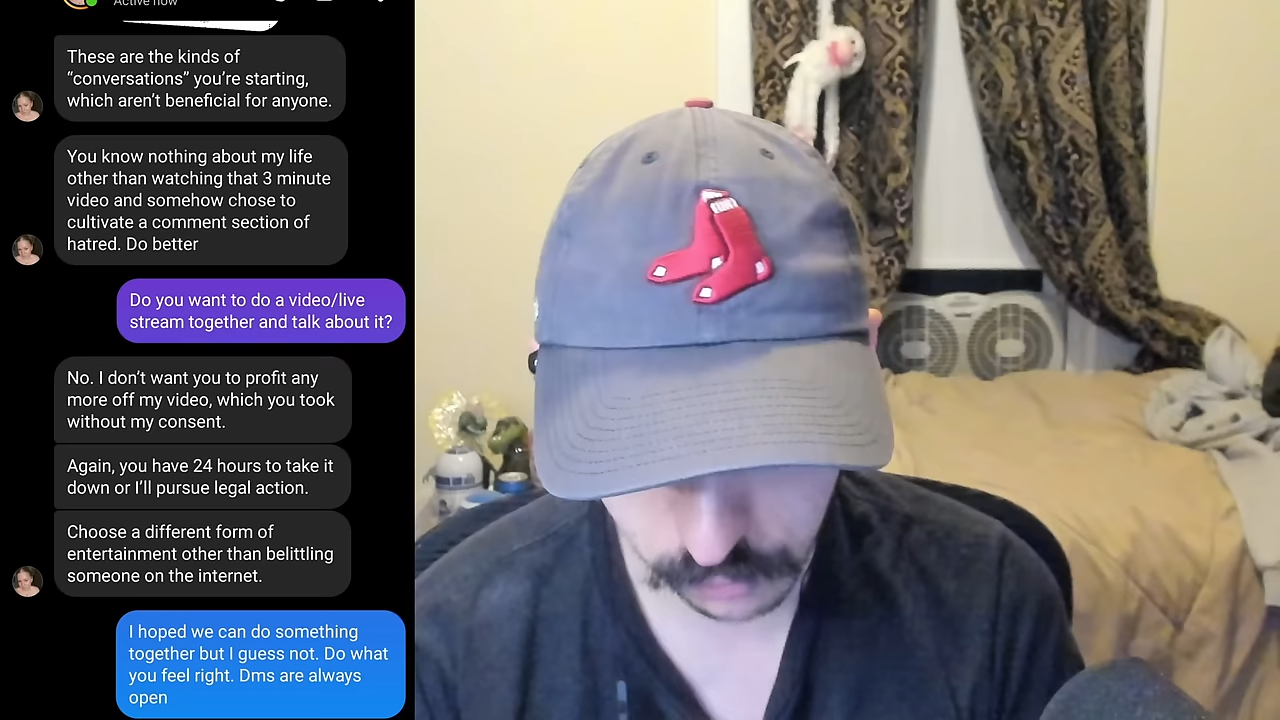 Active now
These are the kinds of
“conversations” you’re starting,
which aren’t beneficial for anyone.
You know nothing about my life
other than watching that 3 minute
video and somehow chose to
cultivate a comment section of
hatred. Do better
Do you want to do a video/live
stream together and talk about it?
No. I don’t want you to profit any
more off my video, which you took
without my consent.
Again, you have 24 hours to take it
down or I’ll pursue legal action.
Choose a different form of
entertainment other than belittling
someone on the internet.
I hoped we can do something
together but I guess not. Do what
you feel right. Dms are always
open